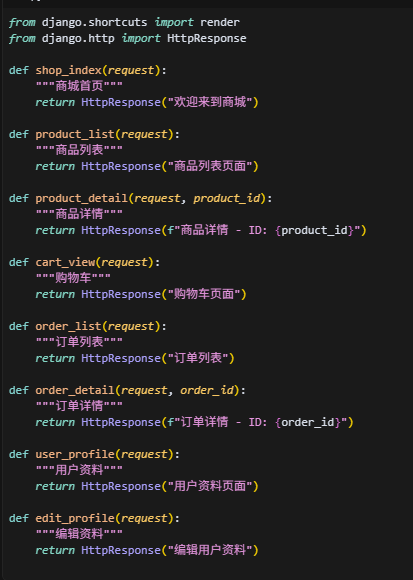 from django.shortcuts import render
from django.http import HttpResponse
def shop_index(request):
"""商城首页"""
return HttpResponse("欢迎来到商城")
def product_list(request):
"""商品列表"""
return HttpResponse("商品列表页面")
def product_detail(request, product_id):
"""商品详情"""
return HttpResponse(f"商品详情 - ID: {product_id}")
def cart_view(request):
"""购物车"""
return HttpResponse("购物车页面")
def order_list(request):
"""订单列表"""
return HttpResponse("订单列表")
def order_detail(request, order_id):
"""订单详情"""
return HttpResponse(f"订单详情 - ID: {order_id}")
def user_profile(request):
"""用户资料"""
return HttpResponse("用户资料页面")
def edit_profile(request):
"""编辑资料"""
return HttpResponse("编辑用户资料")